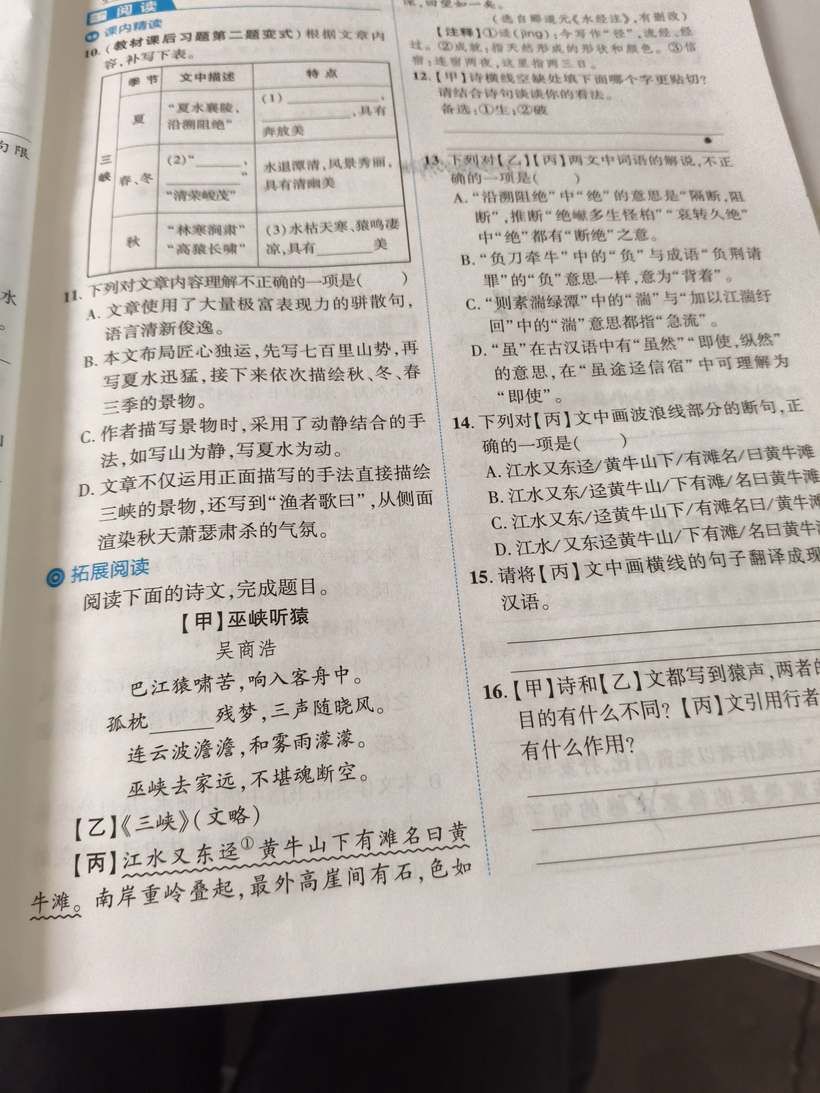 三 阅读
课内精读
10.(教材课后习题第二题变式)根据文章内
容,补写下表。
季节 文中描述 特点
三峡
夏
“夏水襄陵,
沿溯阻绝”
(1)
,具有
奔放美
春、冬
(2)“
”
“清荣峻茂”
水退潭清,风景秀丽,
具有清幽美
秋
“林寒涧肃”
“高猿长啸”
(3)水枯天寒、猿鸣凄
凉,具有 美
11. 下列对文章内容理解不正确的一项是( )
A. 文章使用了大量极富表现力的骈散句,
语言清新俊逸。
B. 本文布局匠心独运,先写七百里山势,再
写夏水迅猛,接下来依次描绘秋、冬、春
三季的景物。
C. 作者描写景物时,采用了动静结合的手
法,如写山为静,写夏水为动。
D. 文章不仅运用正面描写的手法直接描绘
三峡的景物,还写到“渔者歌曰”,从侧面
渲染秋天萧瑟肃杀的气氛。
拓展阅读
阅读下面的诗文,完成题目。
【甲】巫峡听猿
吴商浩
巴江猿啸苦,响入客舟中。
孤枕 残梦,三声随晓风。
连云波澹澹,和雾雨濛濛。
巫峡去家远,不堪魂断空。
【乙】《三峡》(文略)
【丙】江水又东迳①黄牛山下有滩名曰黄
牛滩。南岸重岭叠起,最外高崖间有石,色如
深,回望如一矣。
(选自郦道元《水经注》,有删改)
【注释】①迳(jìng):今写作“径”,流经、经
过。②成就:指天然形成的形状和颜色。③信
宿:连宿两夜,这里指两三日。
12.【甲】诗横线空缺处填下面哪个字更贴切?
请结合诗句谈谈你的看法。
备选:①生;②破
13. 下列对【乙】【丙】两文中词语的解说,不正
确的一项是( )
A. “沿溯阻绝”中“绝”的意思是“隔断,阻
断”,推断“绝巘多生怪柏”“哀转久绝”
中“绝”都有“断绝”之意。
B. “负刀牵牛”中的“负”与成语“负荆请
罪”的“负”意思一样,意为“背着”。
C. “则素湍绿潭”中的“湍”与“加以江湍纡
回”中的“湍”意思都指“急流”。
D. “虽”在古汉语中有“虽然”“即使,纵然”
的意思,在“虽途迳信宿”中可理解为
“即使”。
14. 下列对【丙】文中画波浪线部分的断句,正
确的一项是( )
A. 江水又东迳/黄牛山下/有滩名/曰黄牛滩
B. 江水又东/迳黄牛山/下有滩/名曰黄牛滩
C. 江水又东/迳黄牛山下/有滩名曰/黄牛滩
D. 江水/又东迳黄牛山/下有滩/名曰黄牛
15. 请将【丙】文中画横线的句子翻译成现
汉语。
16.【甲】诗和【乙】文都写到猿声,两者的
目的有什么不同?【丙】文引用行者
有什么作用?